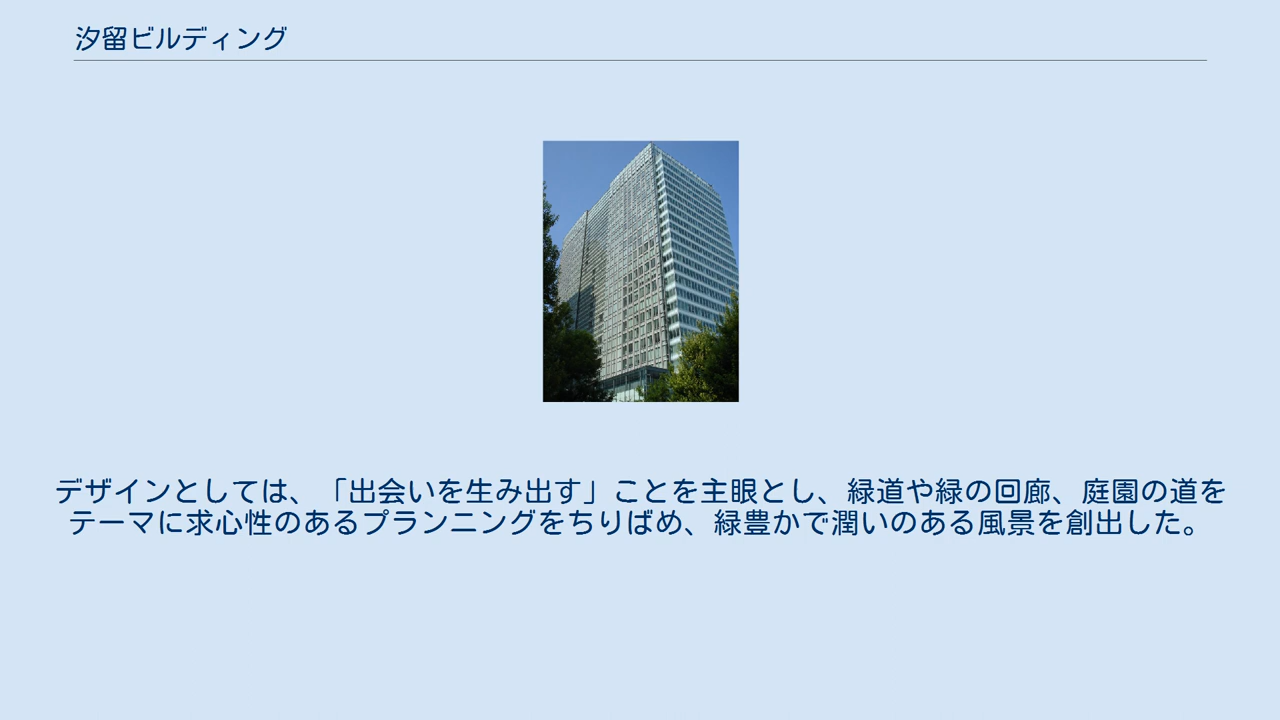 汐留ビルディング
デザインとしては、「出会いを生み出す」ことを主眼とし、緑道や緑の回廊、庭園の道を
テーマに求心性のあるプランニングをちりばめ、緑豊かで潤いのある風景を創出した。